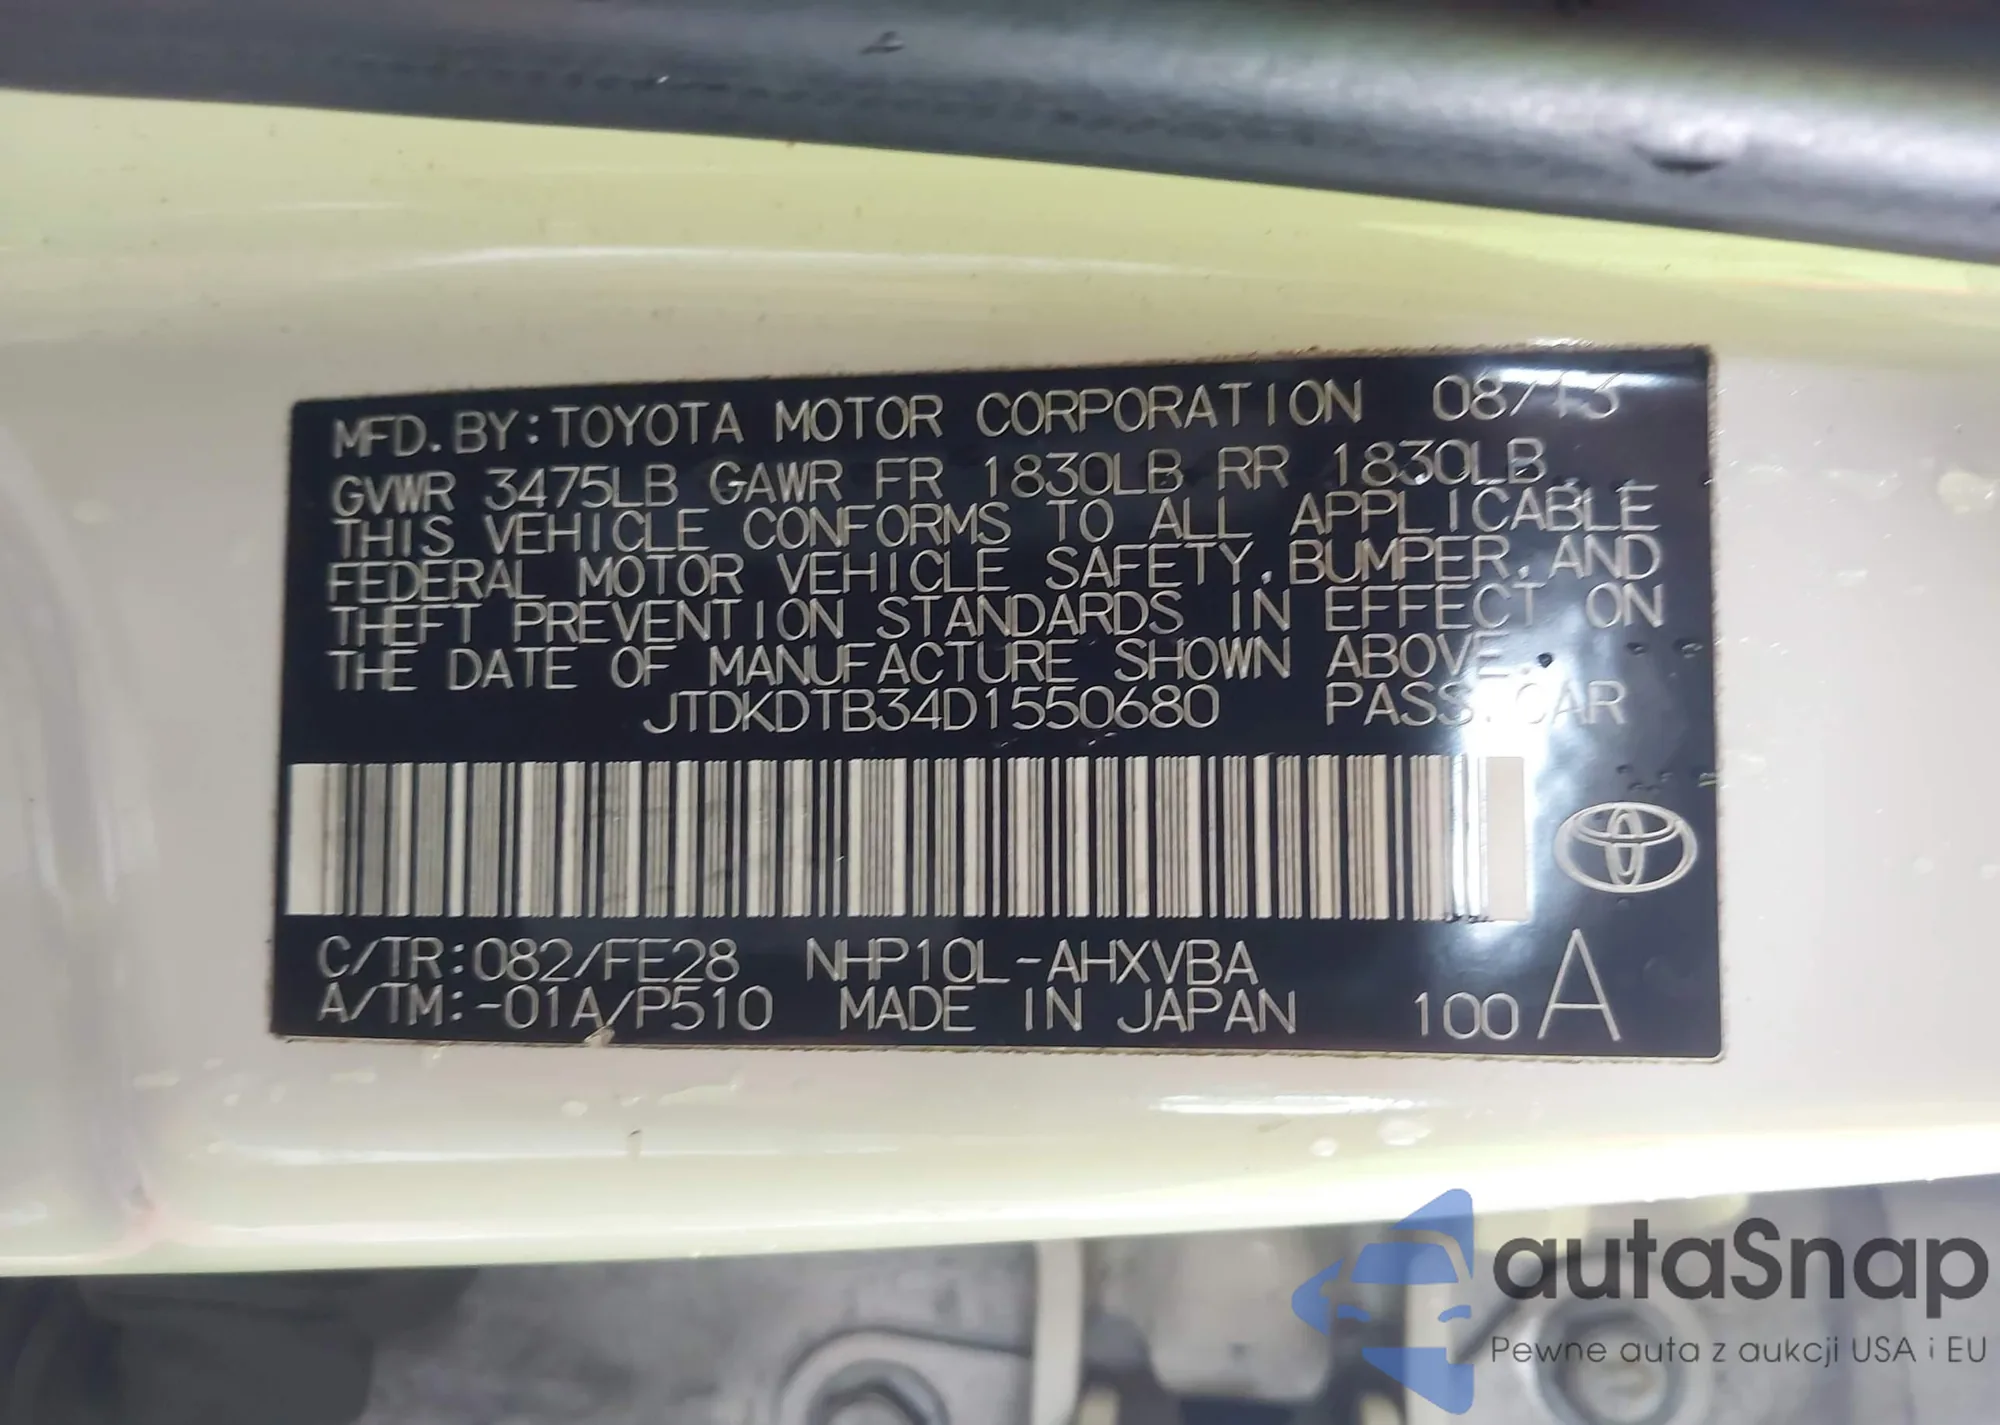 MFD. BY: TOYOTA MOTOR CORPORATION 08/13
GVWR 3475LB GAWR FR 1830LB RR 1830LB
THIS VEHICLE CONFORMS TO ALL APPLICABLE
FEDERAL MOTOR VEHICLE SAFETY, BUMPER, AND
THEFT PREVENTION STANDARDS IN EFFECT ON
THE DATE OF MANUFACTURE SHOWN ABOVE.
JTDKDTB34D1550680 PASS. CAR
C/TR: 082/FE28 NHP10L-AHXVBA
A/TM: -01A/P510 MADE IN JAPAN 100 A
autaSnap
Pewne auta z aukcji USA i EU